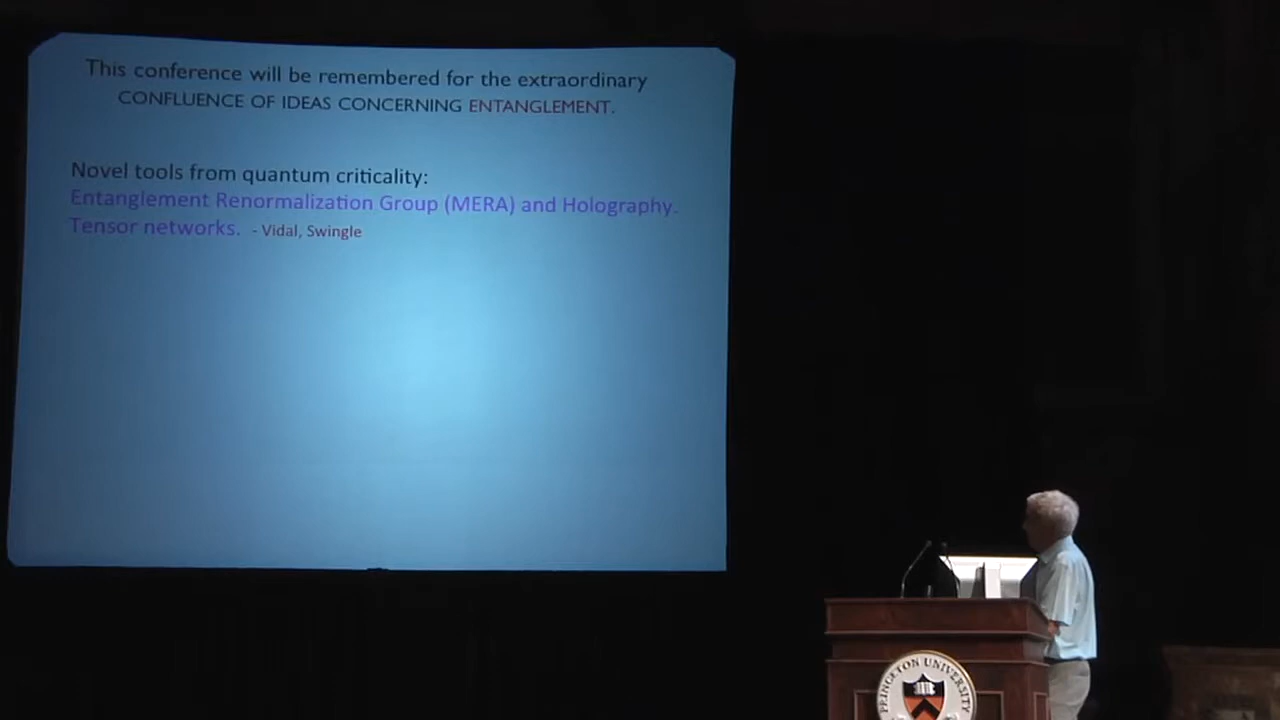 This conference will be remembered for the extraordinary
CONFLUENCE OF IDEAS CONCERNING ENTANGLEMENT.
Novel tools from quantum criticality:
Entanglement Renormalization Group (MERA) and Holography.
Tensor networks. - Vidal, Swingle
PRINCETON UNIVERSITY